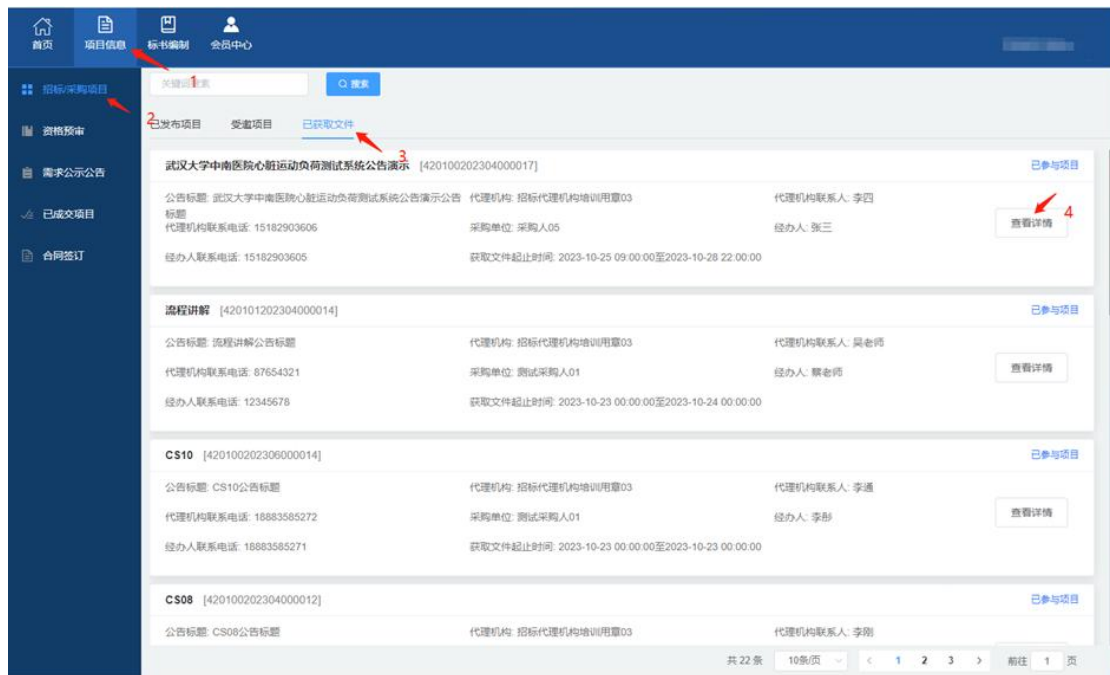 首页 项目信息 标书编制 会员中心
1
招标/采购项目
关键词搜索 搜索
2
已发布项目 受邀项目 已获取文件
3
资格预审
需求公示公告
已成交项目
合同签订
武汉大学中南医院心脏运动负荷测试系统公告演示 [420100202304000017] 已参与项目
公告标题: 武汉大学中南医院心脏运动负荷测试系统公告演示公告 代理机构: 招标代理机构培训用章03 代理机构联系人: 李四
标题
4
代理机构联系电话: 15182903606 采购单位: 采购人05 经办人: 张三 查看详情
经办人联系电话: 15182903605 获取文件起止时间: 2023-10-25 09:00:00至2023-10-28 22:00:00
流程讲解 [420101202304000014] 已参与项目
公告标题: 流程讲解公告标题 代理机构: 招标代理机构培训用章03 代理机构联系人: 吴老师
代理机构联系电话: 87654321 采购单位: 测试采购人01 经办人: 蔡老师 查看详情
经办人联系电话: 12345678 获取文件起止时间: 2023-10-23 00:00:00至2023-10-24 00:00:00
CS10 [420100202306000014] 已参与项目
公告标题: CS10公告标题 代理机构: 招标代理机构培训用章03 代理机构联系人: 李通
代理机构联系电话: 18883585272 采购单位: 测试采购人01 经办人: 李彤 查看详情
经办人联系电话: 18883585271 获取文件起止时间: 2023-10-23 00:00:00至2023-10-23 00:00:00
CS08 [420100202304000012] 已参与项目
公告标题: CS08公告标题 代理机构: 招标代理机构培训用章03 代理机构联系人: 李刚
共 22 条 10条/页 < 1 2 3 > 前往 1 页